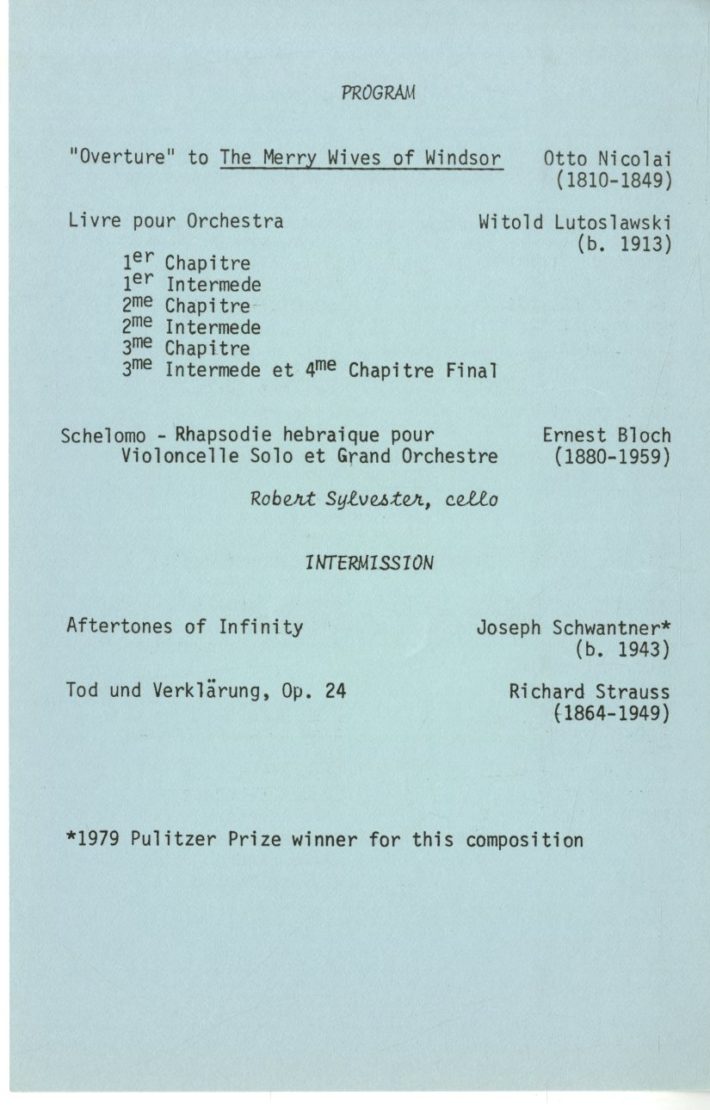 PROGRAM
"Overture" to The Merry Wives of Windsor Otto Nicolai
(1810-1849)
Livre pour Orchestra Witold Lutoslawski
(b. 1913)
1er Chapitre
1er Intermede
2me Chapitre
2me Intermede
3me Chapitre
3me Intermede et 4me Chapitre Final
Schelomo - Rhapsodie hebraique pour Ernest Bloch
Violoncelle Solo et Grand Orchestre (1880-1959)
Robert Sylvester, cello
INTERMISSION
Aftertones of Infinity Joseph Schwantner*
(b. 1943)
Tod und Verklärung, Op. 24 Richard Strauss
(1864-1949)
*1979 Pulitzer Prize winner for this composition